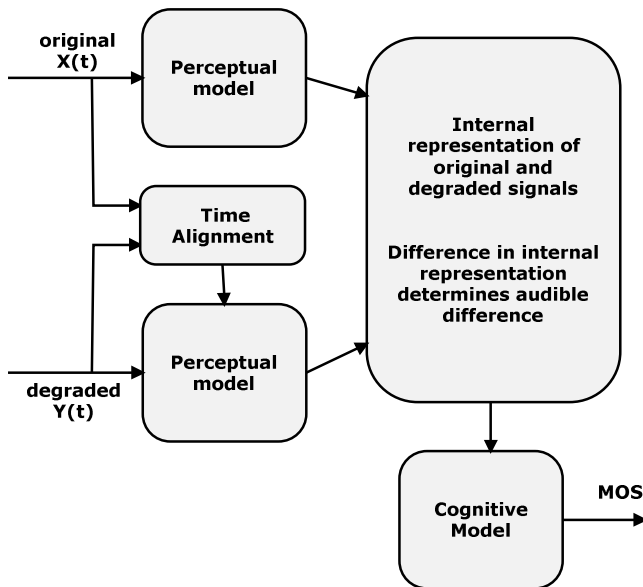 original
X(t)
Perceptual
model
Internal
representation of
original and
degraded signals
Time
Alignment
Difference in internal
representation
determines audible
difference
Perceptual
model
degraded
Y(t)
Cognitive
Model
MOS